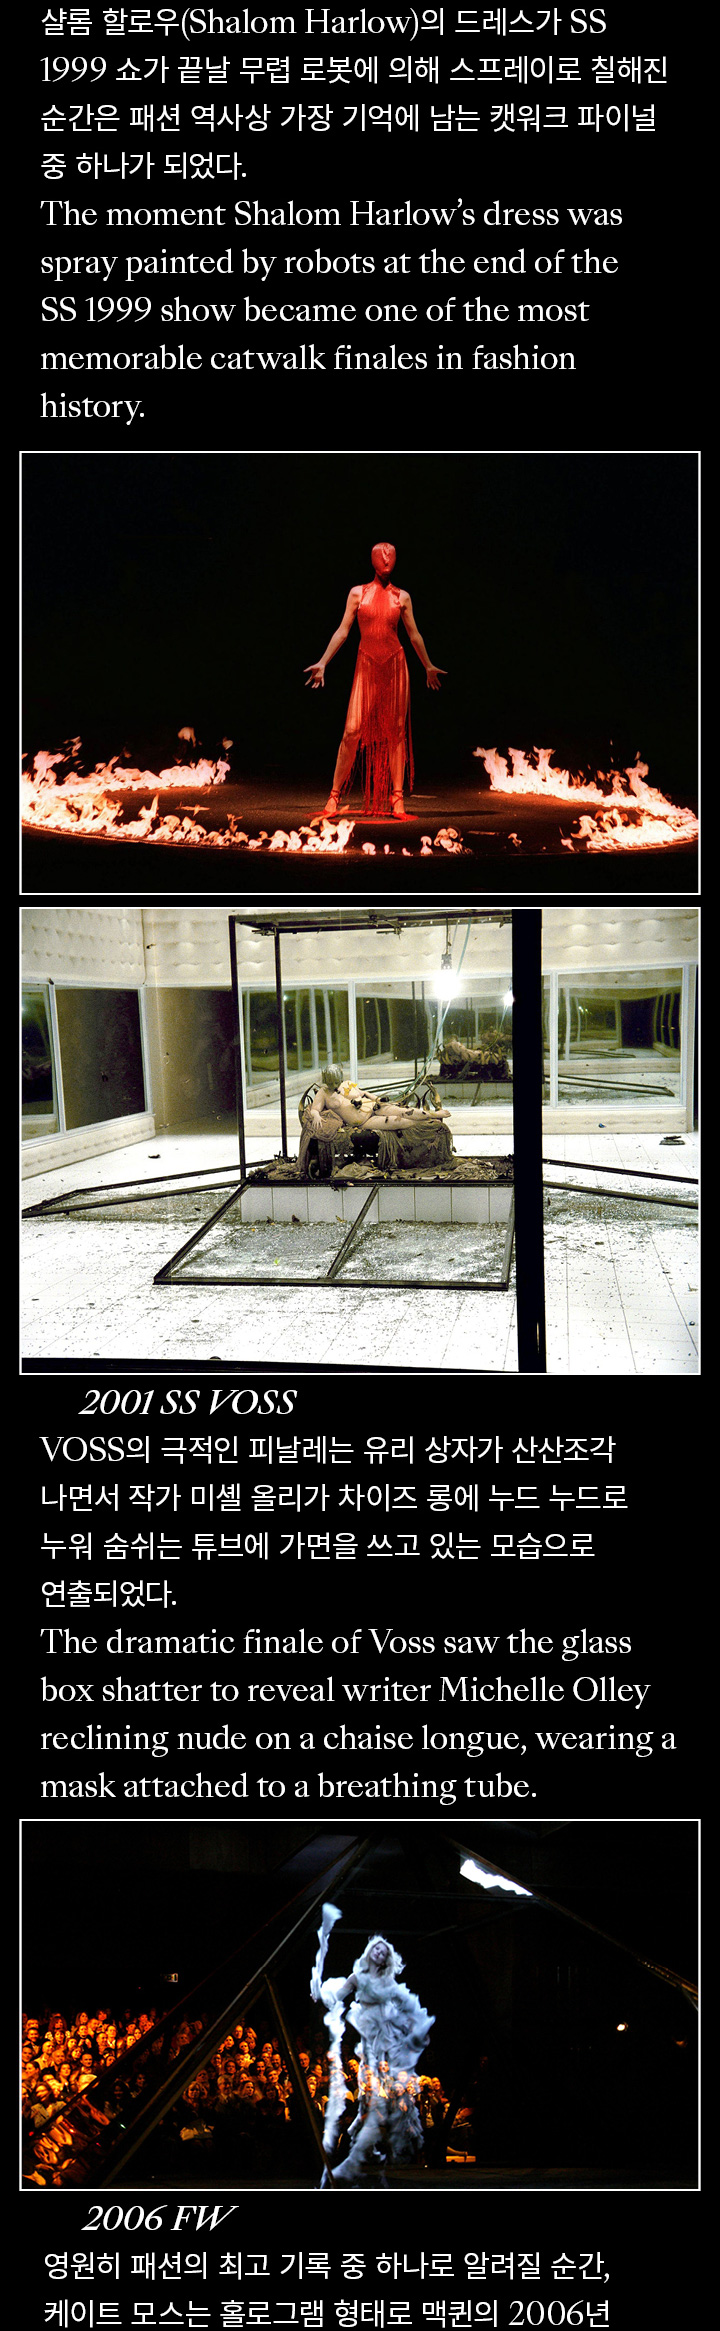 샬롬 할로우(Shalom Harlow)의 드레스가 SS
1999 쇼가 끝날 무렵 로봇에 의해 스프레이로 칠해진
순간은 패션 역사상 가장 기억에 남는 캣워크 파이널
중 하나가 되었다.
The moment Shalom Harlow’s dress was
spray painted by robots at the end of the
SS 1999 show became one of the most
memorable catwalk finales in fashion
history.
2001 SS VOSS
VOSS의 극적인 피날레는 유리 상자가 산산조각
나면서 작가 미셸 올리가 차이즈 롱에 누드 누드로
누워 숨쉬는 튜브에 가면을 쓰고 있는 모습으로
연출되었다.
The dramatic finale of Voss saw the glass
box shatter to reveal writer Michelle Olley
reclining nude on a chaise longue, wearing a
mask attached to a breathing tube.
2006 FW
영원히 패션의 최고 기록 중 하나로 알려질 순간,
케이트 모스는 홀로그램 형태로 맥퀸의 2006년